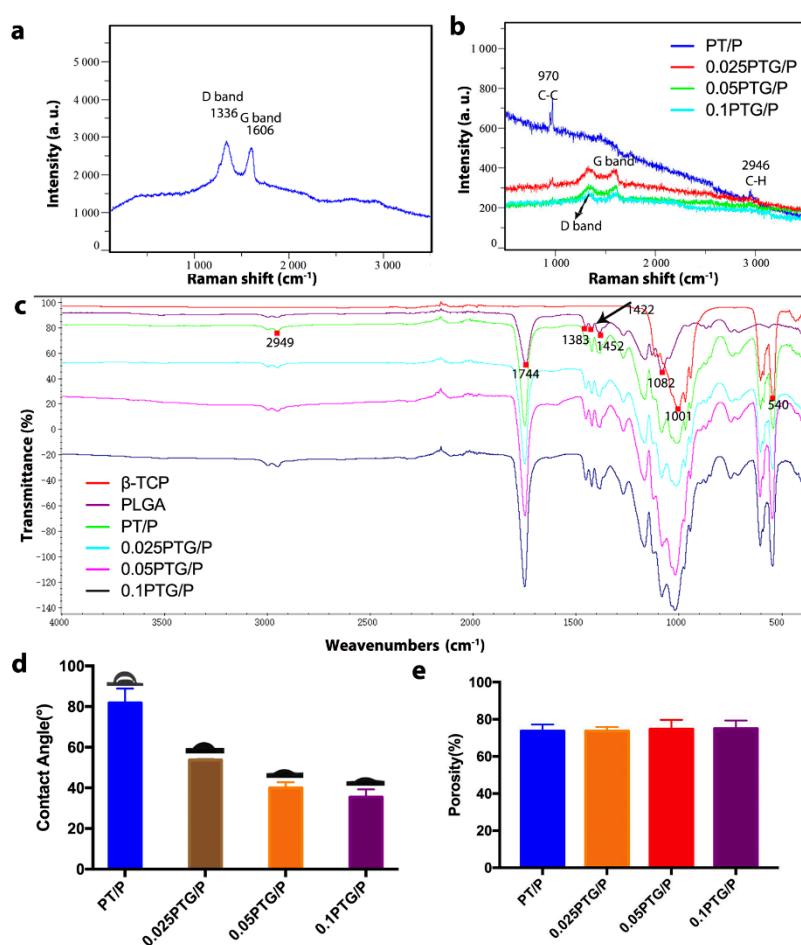 a
5 000
4 000
3 000
2 000
1 000
0
Intensity (a. u.)
D band
1336
G band
1606
1 000
2 000
3 000
Raman shift (cm-1)
b
1 000
800
600
400
200
0
Intensity (a. u.)
PT/P
0.025PTG/P
0.05PTG/P
0.1PTG/P
970
C-C
G band
2946
C-H
D band
1 000
2 000
3 000
Raman shift (cm-1)
c
100
80
60
40
20
0
-20
-40
-60
-80
-100
-120
-140
Transmittance (%)
2949
1744
1383
1422
1452
1082
1001
540
β-TCP
PLGA
PT/P
0.025PTG/P
0.05PTG/P
0.1PTG/P
4000
3500
3000
2500
2000
1500
1000
500
Weavenumbers (cm-1)
d
100
80
60
40
20
0
Contact Angle(°)
PT/P
0.025PTG/P
0.05PTG/P
0.1PTG/P
e
100
80
60
40
20
0
Porosity(%)
PT/P
0.025PTG/P
0.05PTG/P
0.1PTG/P